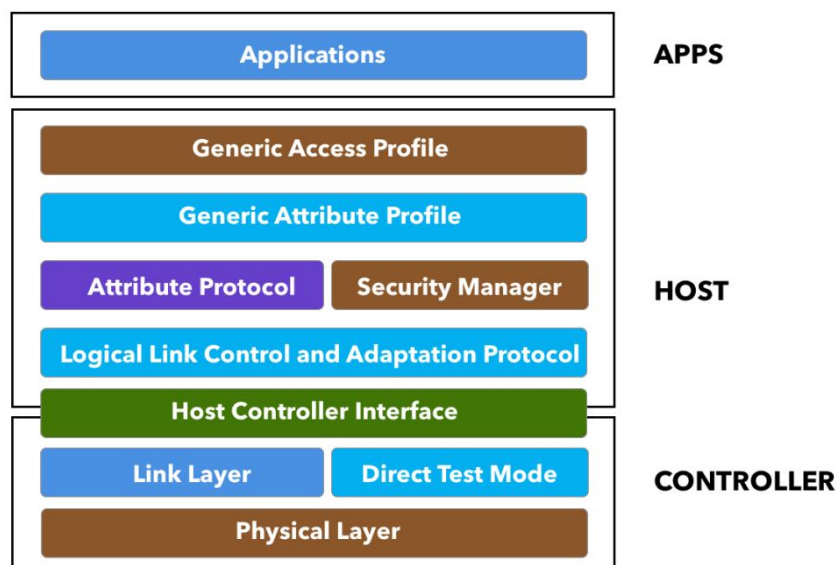 Applications
APPS
Generic Access Profile
Generic Attribute Profile
Attribute Protocol
Security Manager
HOST
Logical Link Control and Adaptation Protocol
Host Controller Interface
Link Layer
Direct Test Mode
CONTROLLER
Physical Layer